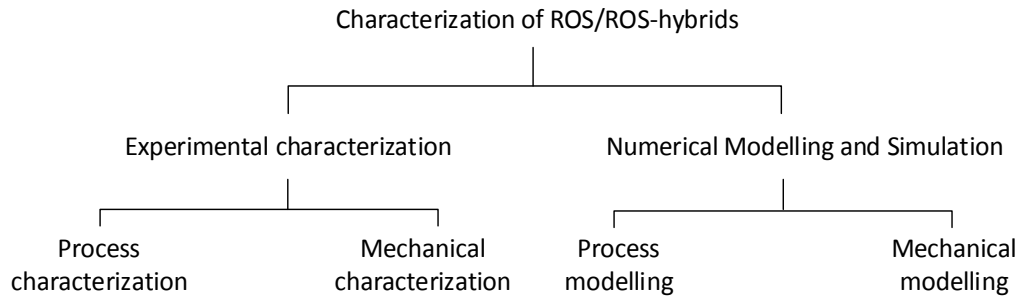 Characterization of ROS/ROS-hybrids
Experimental characterization
Numerical Modelling and Simulation
Process
characterization
Mechanical
characterization
Process
modelling
Mechanical
modelling